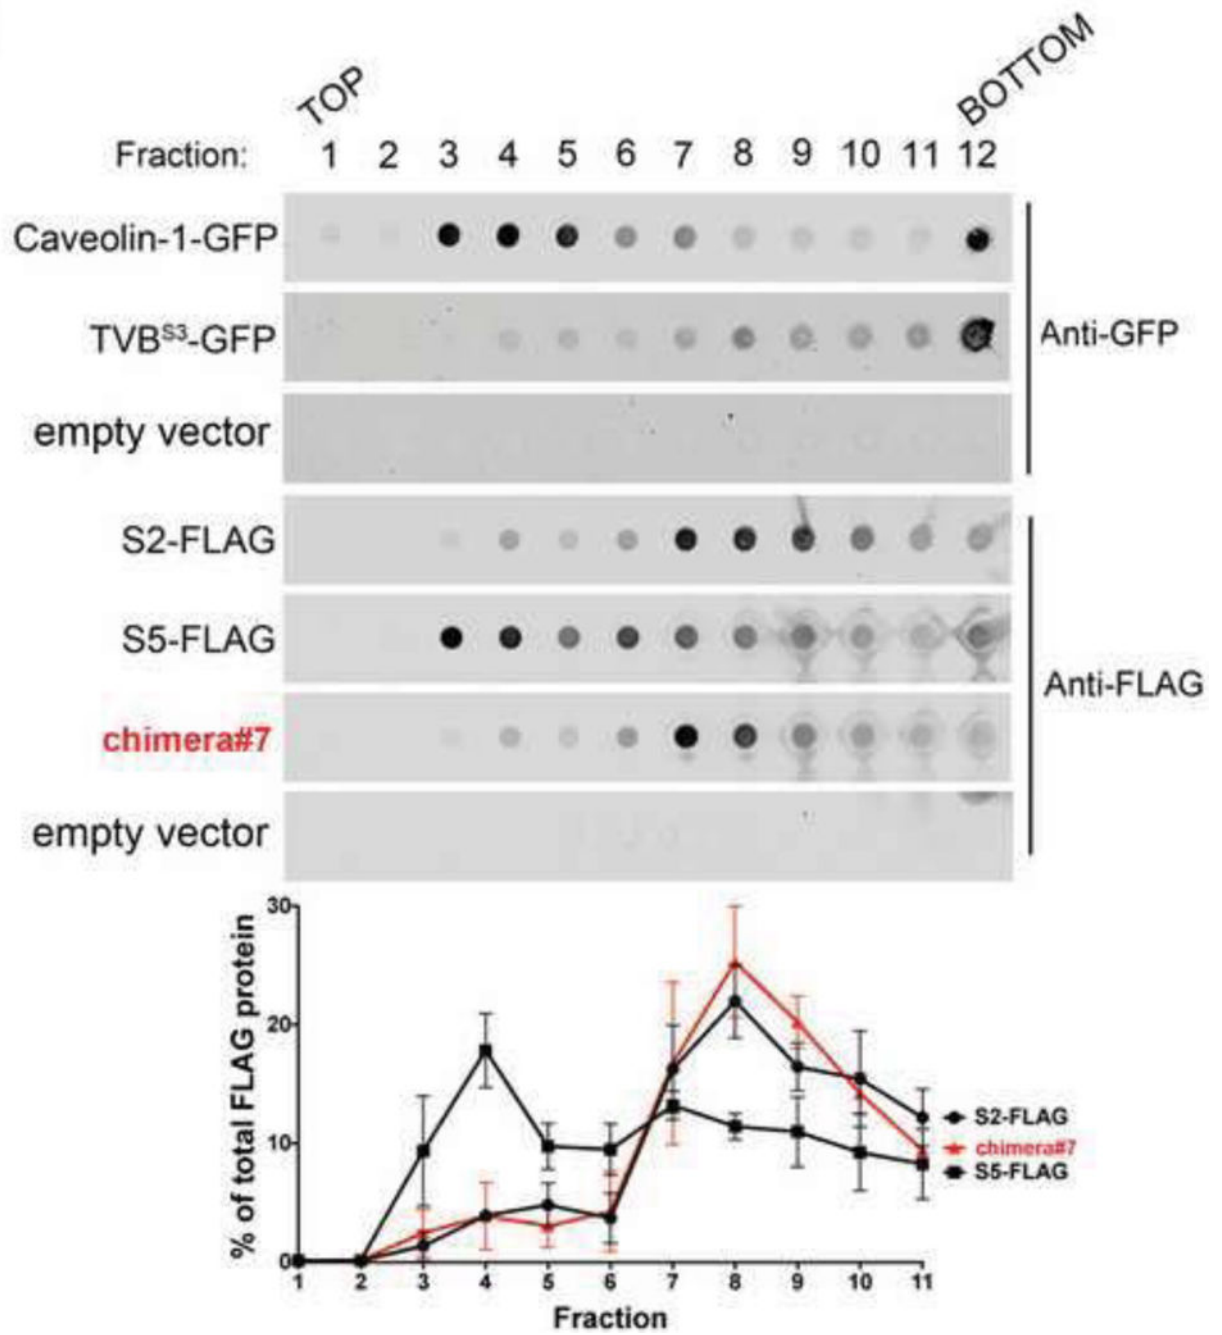 TOP
BOTTOM
Fraction: 1 2 3 4 5 6 7 8 9 10 11 12
Caveolin-1-GFP
TVBS3-GFP
Anti-GFP
empty vector
S2-FLAG
S5-FLAG
Anti-FLAG
chimera#7
empty vector
% of total FLAG protein
30
20
10
0
S2-FLAG
chimera#7
S5-FLAG
1 2 3 4 5 6 7 8 9 10 11
Fraction